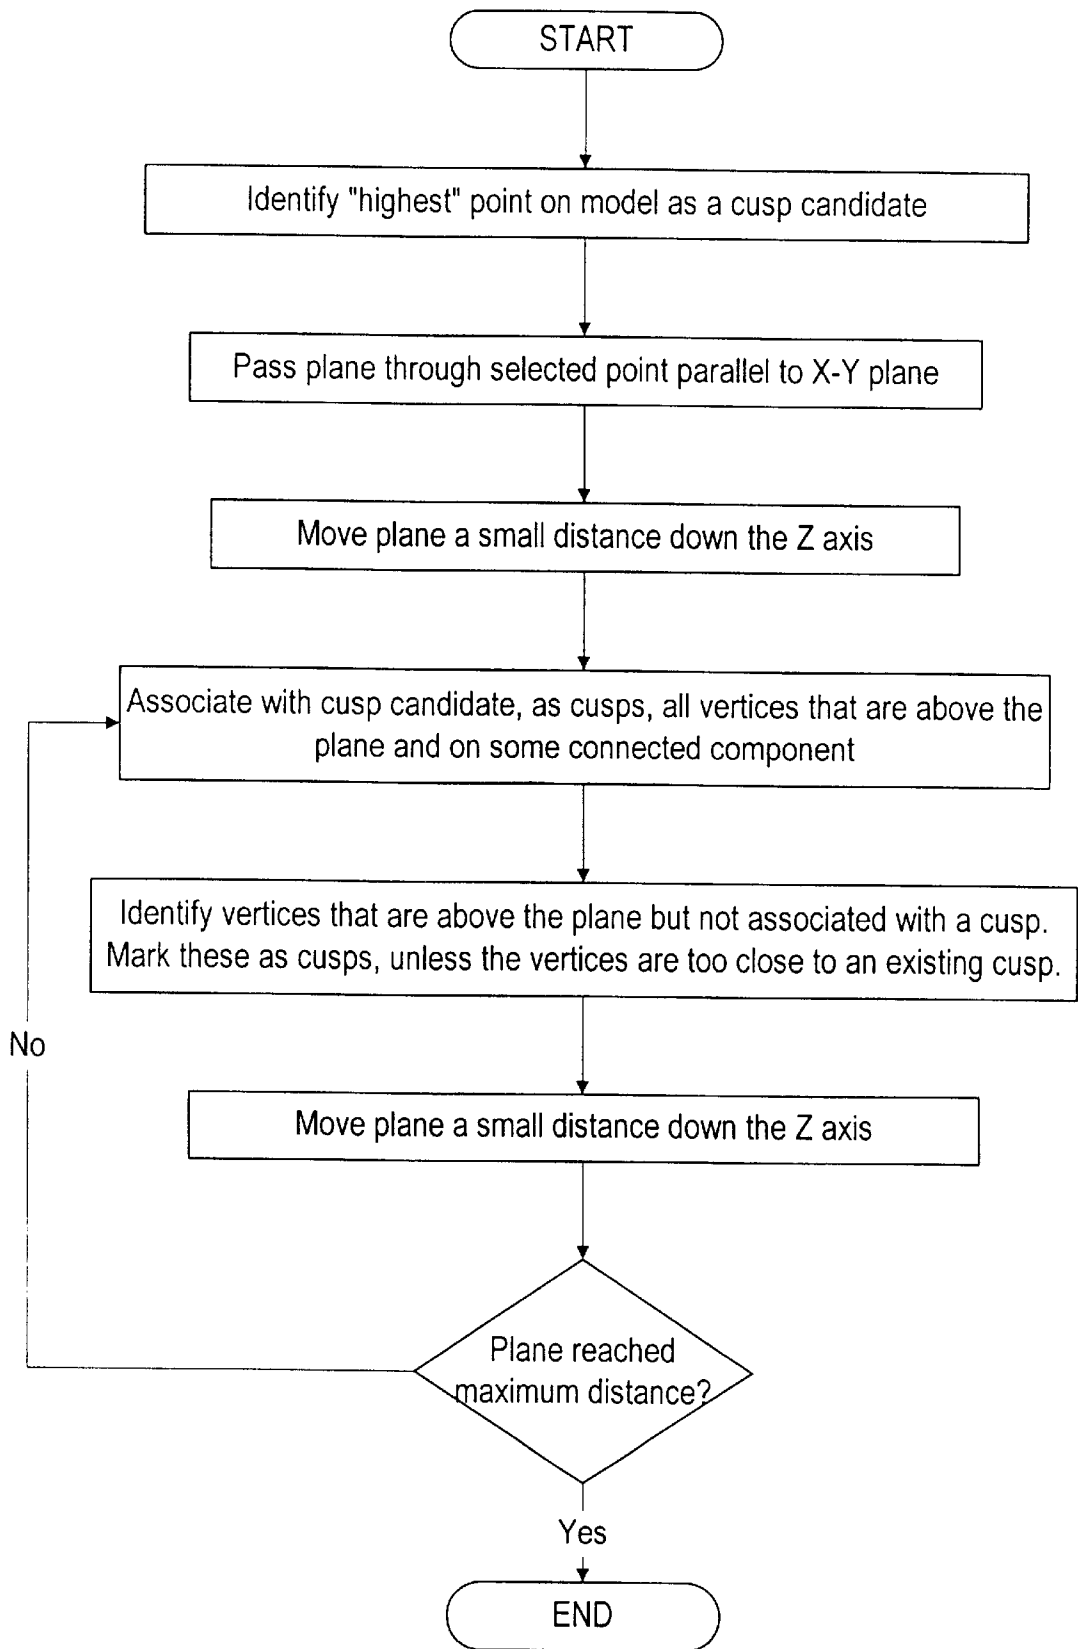 START
Identify "highest" point on model as a cusp candidate
Pass plane through selected point parallel to X-Y plane
Move plane a small distance down the Z axis
Associate with cusp candidate, as cusps, all vertices that are above the
plane and on some connected component
Identify vertices that are above the plane but not associated with a cusp.
Mark these as cusps, unless the vertices are too close to an existing cusp.
No
Move plane a small distance down the Z axis
Plane reached
maximum distance?
Yes
END